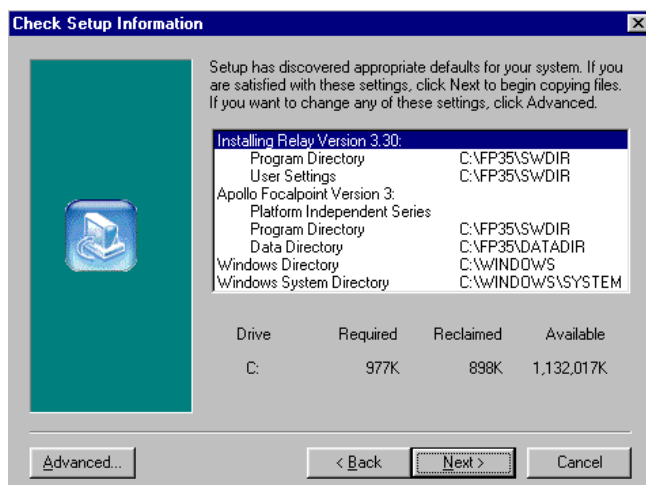 Check Setup Information
Setup has discovered appropriate defaults for your system. If you
are satisfied with these settings, click Next to begin copying files.
If you want to change any of these settings, click Advanced.
Installing Relay Version 3.30:
Program Directory C:\FP35\SWDIR
User Settings C:\FP35\SWDIR
Apollo Focalpoint Version 3:
Platform Independent Series
Program Directory C:\FP35\SWDIR
Data Directory C:\FP35\DATADIR
Windows Directory C:\WINDOWS
Windows System Directory C:\WINDOWS\SYSTEM
Drive Required Reclaimed Available
C: 977K 898K 1,132,017K
Advanced... < Back Next > Cancel